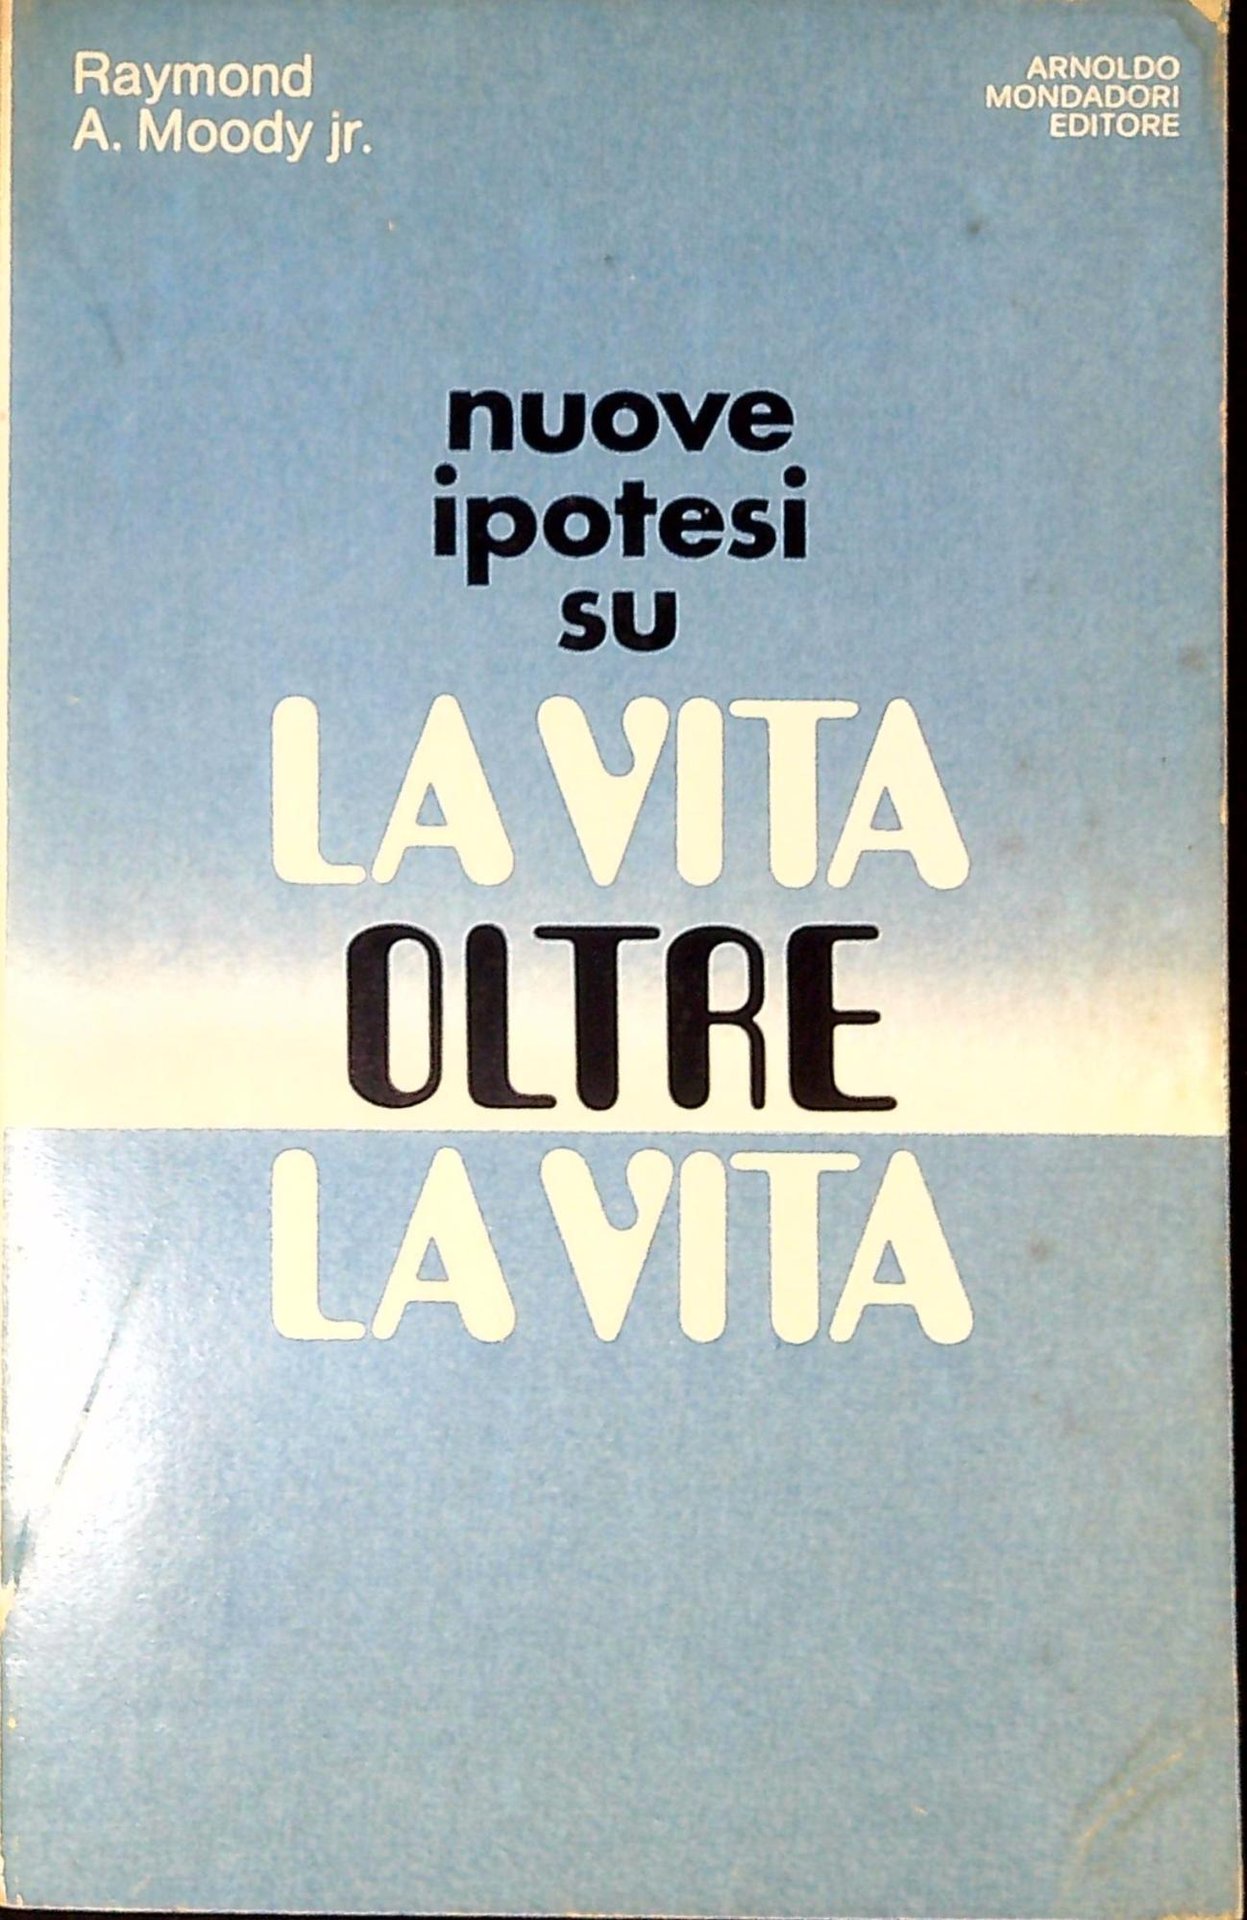 Raymond
A. Moody jr.
ARNOLDO
MONDADORI
EDITORE
nuove
ipotesi
su
LA VITA
OLTRE
LA VITA